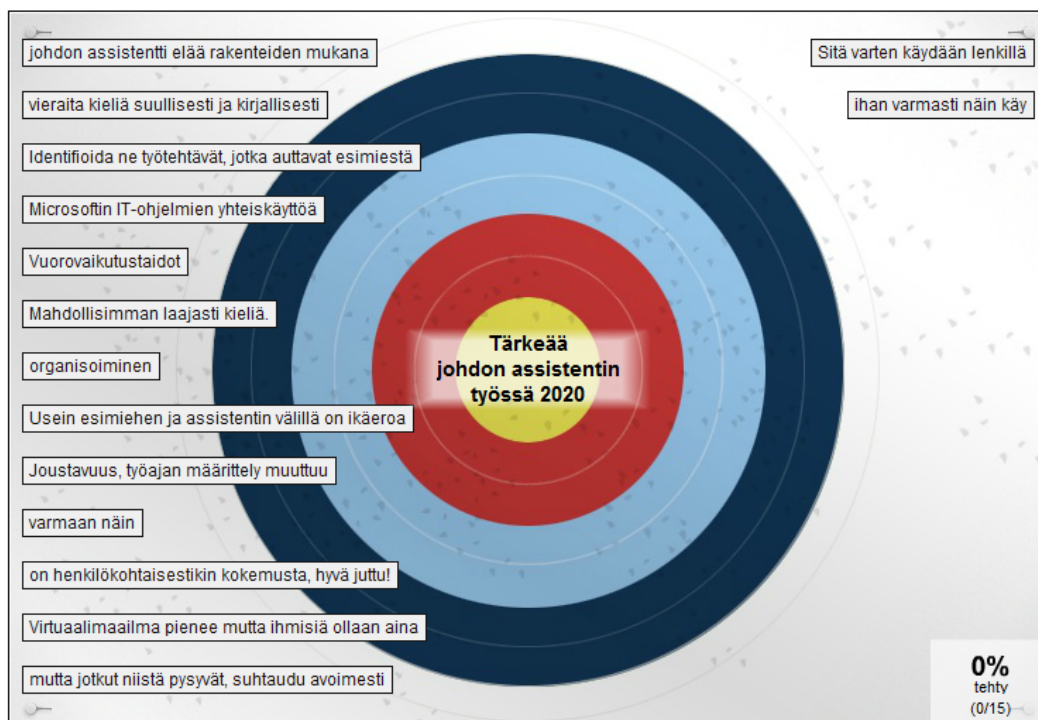 johdon assistentti elää rakenteiden mukana
vieraita kieliä suullisesti ja kirjallisesti
Identifioida ne työtehtävät, jotka auttavat esimiestä
Microsoftin IT-ohjelmien yhteiskäyttöä
Vuorovaikutustaidot
Mahdollisimman laajasti kieliä.
organisoiminen
Usein esimiehen ja assistentin välillä on ikäeroa
Joustavuus, työajan määrittely muuttuu
varmaan näin
on henkilökohtaisestikin kokemusta, hyvä juttu!
Virtuaalimaailma pienee mutta ihmisiä ollaan aina
mutta jotkut niistä pysyvät, suhtaudu avoimesti
Tärkeää
johdon assistentin
työssä 2020
Sitä varten käydään lenkillä
ihan varmasti näin käy
0%
tehty
(0/15)